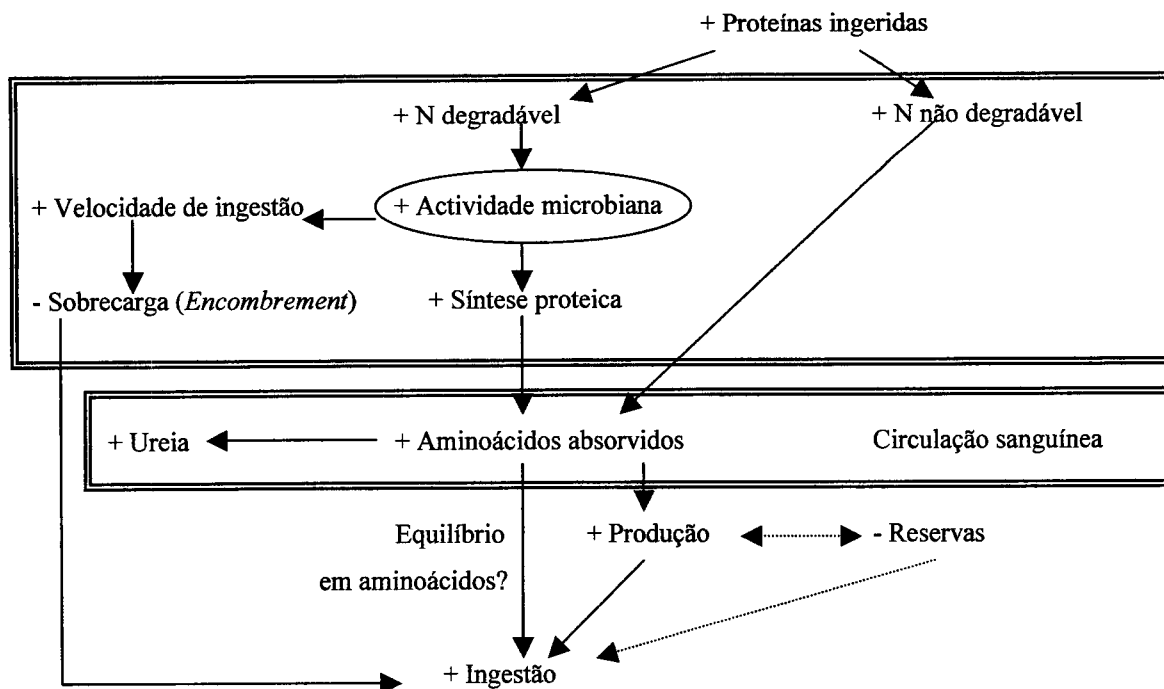 + Proteínas ingeridas
+ N degradável
+ N não degradável
+ Velocidade de ingestão
+ Actividade microbiana
- Sobrecarga (Encombrement)
+ Síntese proteica
+ Ureia
+ Aminoácidos absorvidos
Circulação sanguínea
Equilíbrio
em aminoácidos?
+ Produção
- Reservas
+ Ingestão